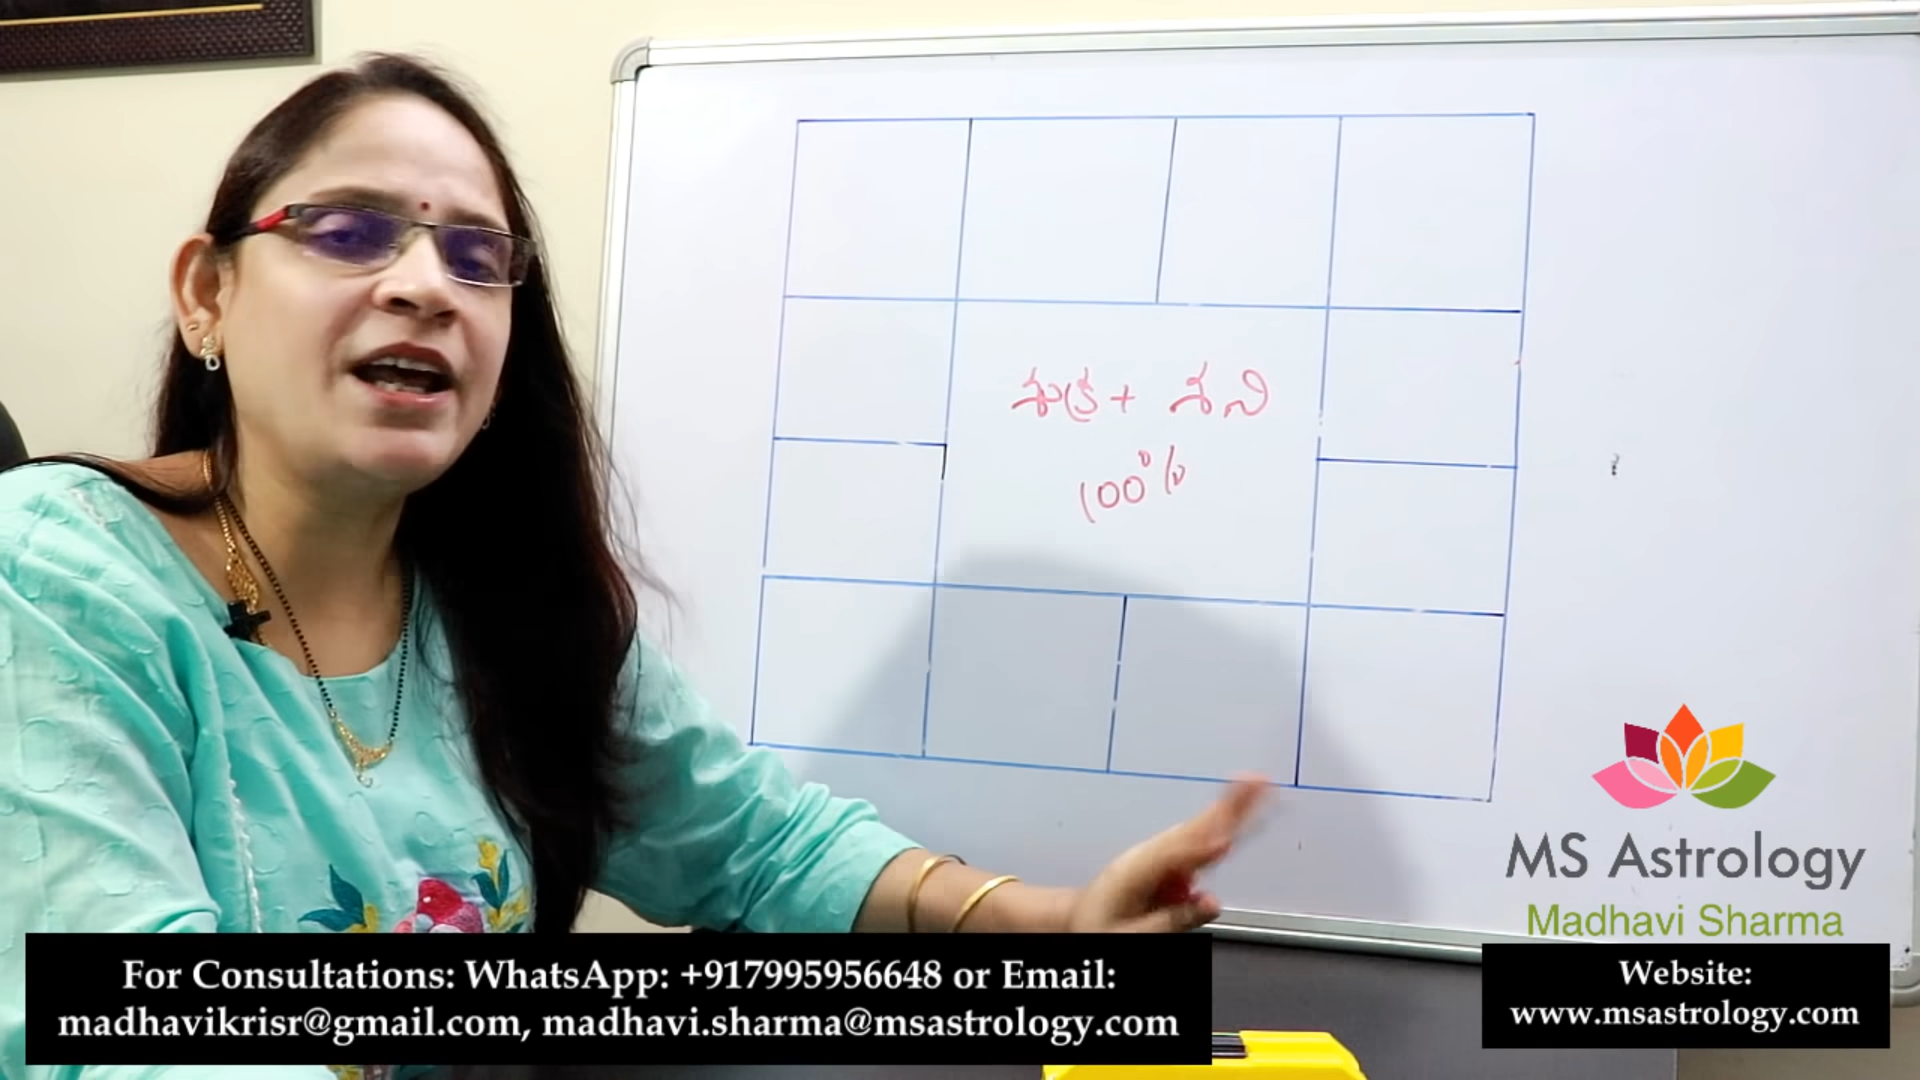 శుక్ర + శని
100%
MS Astrology
Madhavi Sharma
For Consultations: WhatsApp: +917995956648 or Email:
madhavikrisr@gmail.com, madhavi.sharma@msastrology.com
Website:
www.msastrology.com